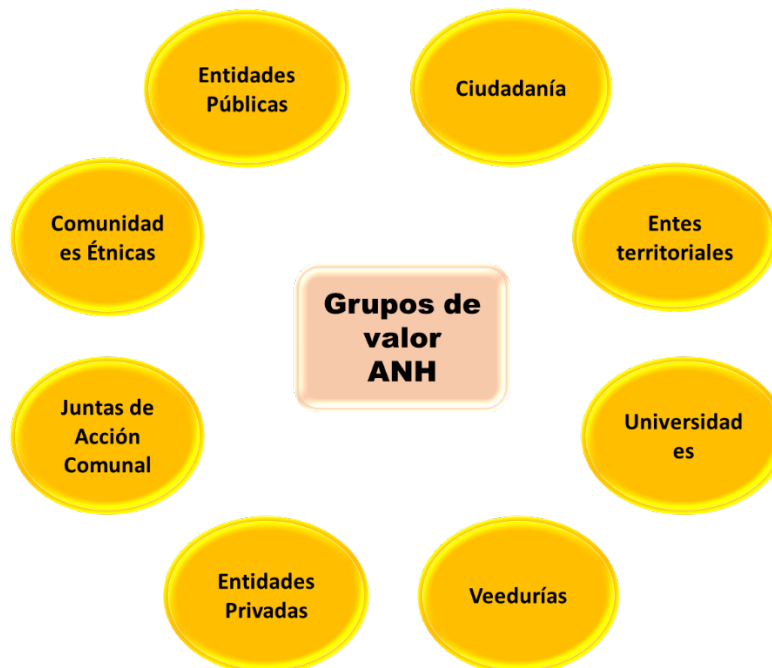 Entidades
Públicas
Ciudadanía
Comunidad
es Étnicas
Entes
territoriales
Grupos de
valor
ANH
Juntas de
Acción
Comunal
Universidad
es
Entidades
Privadas
Veedurías